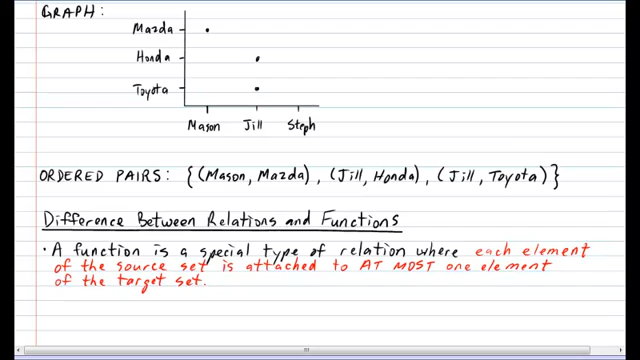 GRAPH:
Mazda
Honda
Toyota
Mason Jill Steph
ORDERED PAIRS: {(Mason, Mazda), (Jill, Honda), (Jill, Toyota)}
Difference Between Relations and Functions
· A function is a special type of relation where each element
of the source set is attached to AT MOST one element
of the target set.